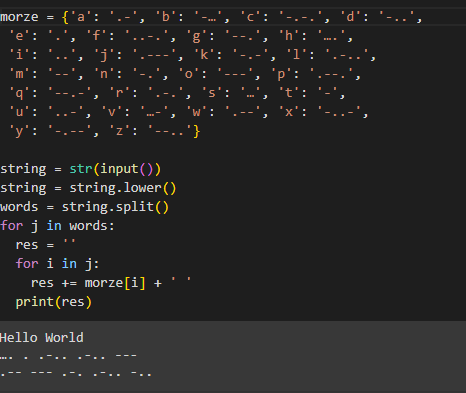 morze = {'a': '.-', 'b': '-…', 'c': '-.-.', 'd': '-..',
'e': '.', 'f': '..-.', 'g': '--.', 'h': '….',
'i': '..', 'j': '.---', 'k': '-.-', 'l': '.-..',
'm': '--', 'n': '-.', 'o': '---', 'p': '.--.',
'q': '--.-', 'r': '.-.', 's': '…', 't': '-',
'u': '..-', 'v': '…-', 'w': '.--', 'x': '-..-',
'y': '-.--', 'z': '--..'}
string = str(input())
string = string.lower()
words = string.split()
for j in words:
  res = ''
  for i in j:
    res += morze[i] + ' '
  print(res)
Hello World
…. . .-.. .-.. ---
.-- --- .-. .-.. -..